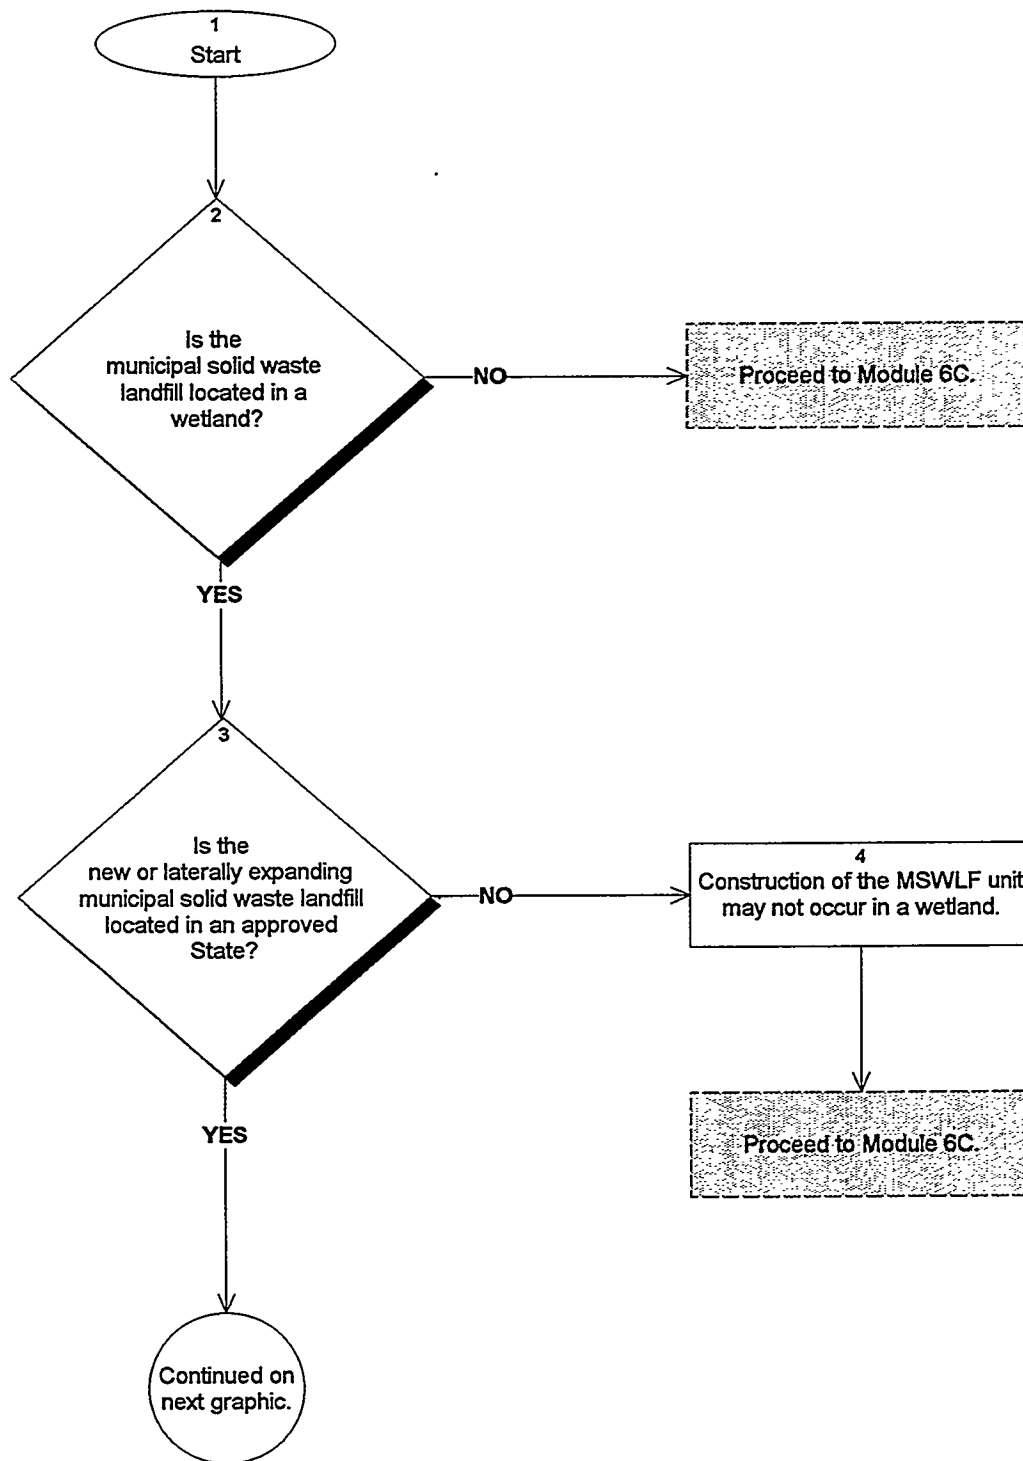 1
Start
2
Is the
municipal solid waste
landfill located in a
wetland?
NO
Proceed to Module 6C.
YES
3
Is the
new or laterally expanding
municipal solid waste landfill
located in an approved
State?
NO
4
Construction of the MSWLF unit
may not occur in a wetland.
Proceed to Module 6C.
YES
Continued on
next graphic.